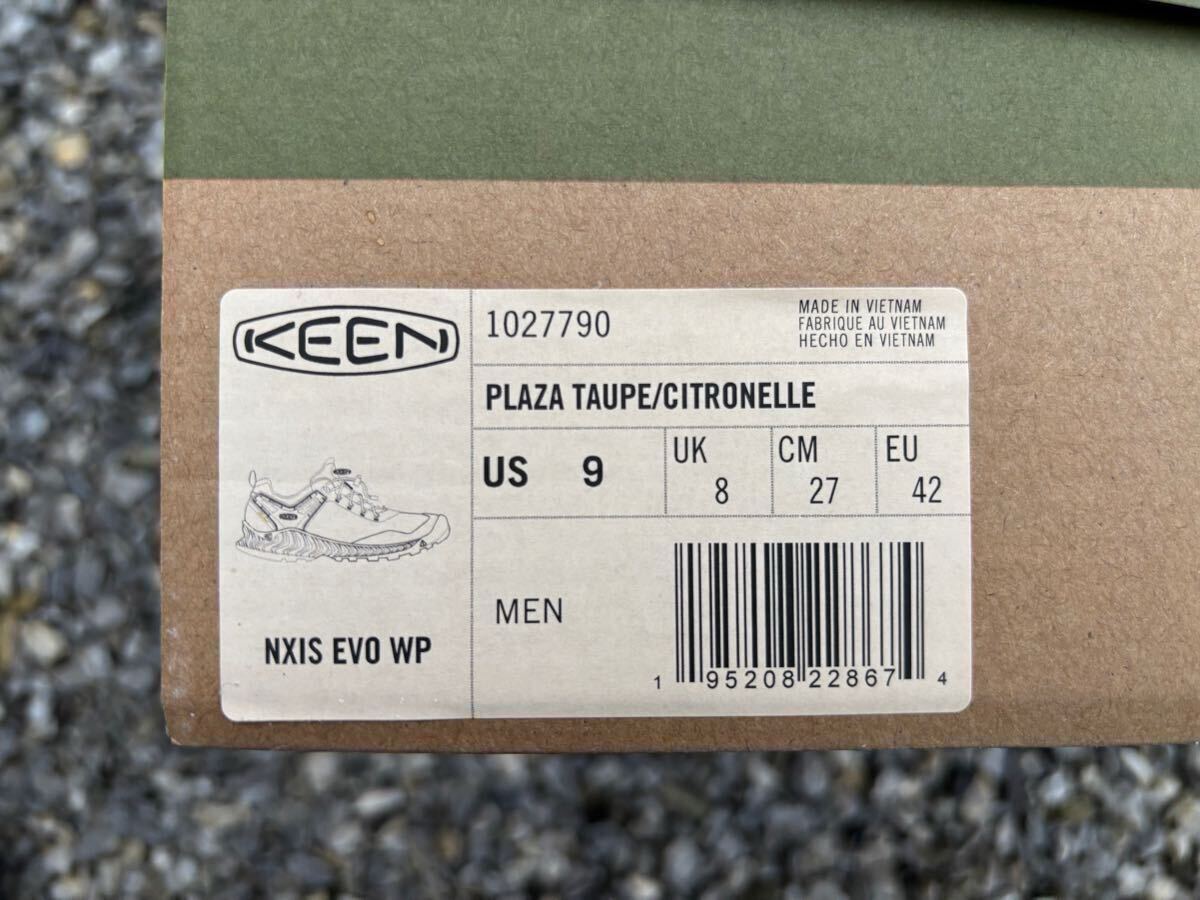 KEEN
1027790
MADE IN VIETNAM
FABRIQUE AU VIETNAM
HECHO EN VIETNAM
PLAZA TAUPE/CITRONELLE
US 9
UK 8
CM 27
EU 42
NXIS EVO WP
MEN
1 95208 22867 4